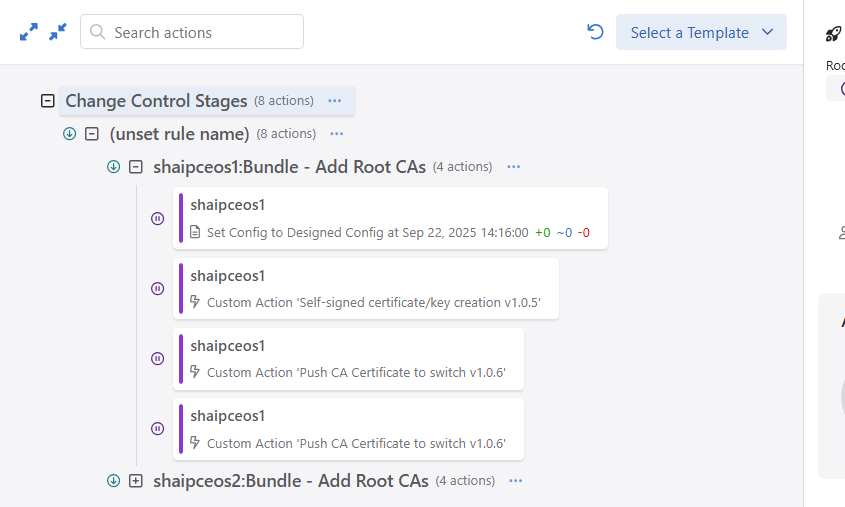 Search actions
Select a Template
Change Control Stages (8 actions) ...
(unset rule name) (8 actions) ...
shaipceos1:Bundle - Add Root CAs (4 actions) ...
shaipceos1
Set Config to Designed Config at Sep 22, 2025 14:16:00 +0 ~0 -0
shaipceos1
Custom Action 'Self-signed certificate/key creation v1.0.5'
shaipceos1
Custom Action 'Push CA Certificate to switch v1.0.6'
shaipceos1
Custom Action 'Push CA Certificate to switch v1.0.6'
shaipceos2:Bundle - Add Root CAs (4 actions) ...